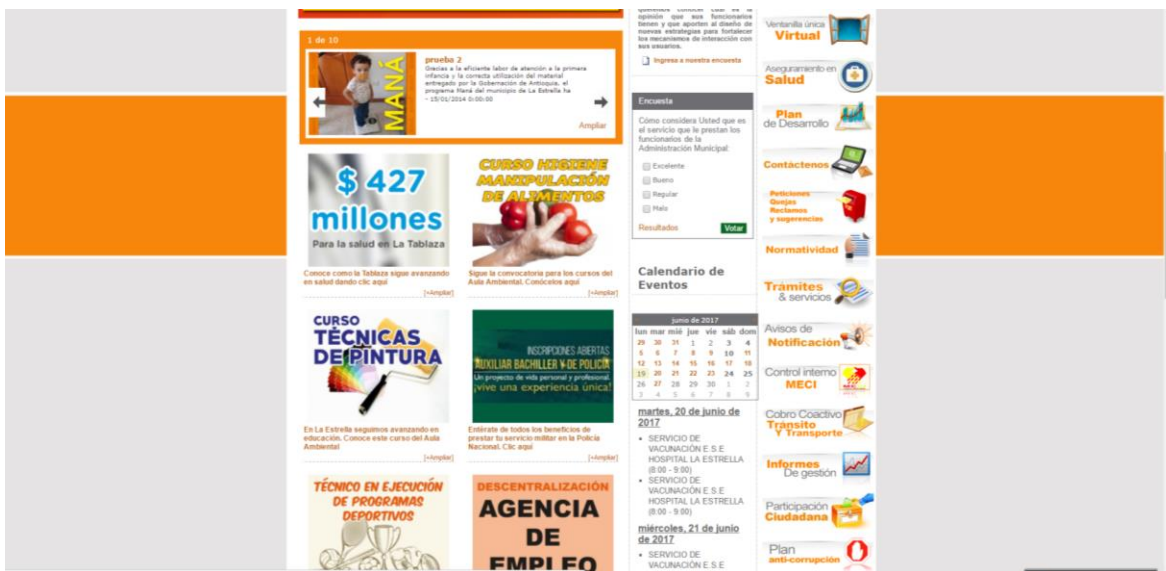 1 de 10
MANÁ
prueba 2
Gracias a la eficiente labor de atención a la primera
infancia y la correcta utilización del material
entregado por la Gobernación de Antioquia, el
programa Maná del municipio de La Estrella ha
- 15/01/2014 0:00:00
Ampliar
$ 427
millones
Para la salud en La Tablaza
Conoce como la Tablaza sigue avanzando
en salud dando clic aquí
[+Ampliar]
CURSO HIGIENE
MANIPULACIÓN
DE ALIMENTOS
Sigue la convocatoria para los cursos del
Aula Ambiental. Conócelos aquí
[+Ampliar]
CURSO
TÉCNICAS
DE PINTURA
En La Estrella seguimos avanzando en
educación. Conoce este curso del Aula
Ambiental
[+Ampliar]
INSCRIPCIONES ABIERTAS
AUXILIAR BACHILLER Y DE POLICÍA
Un proyecto de vida personal y profesional.
¡vive una experiencia única!
Entérate de todos los beneficios de
prestar tu servicio militar en la Policía
Nacional. Clic aquí
[+Ampliar]
TÉCNICO EN EJECUCIÓN
DE PROGRAMAS
DEPORTIVOS
DESCENTRALIZACIÓN
AGENCIA
DE
EMPLEO
opinión que sus funcionarios
tienen y que aporten al diseño de
nuevas estrategias para fortalecer
los mecanismos de interacción con
sus usuarios.
Ingresa a nuestra encuesta
Encuesta
Cómo considera Usted que es
el servicio que le prestan los
funcionarios de la
Administración Municipal:
Excelente
Bueno
Regular
Malo
Resultados Votar
Calendario de
Eventos
junio de 2017
lun mar mié jue vie sáb dom
29 30 31 1 2 3 4
5 6 7 8 9 10 11
12 13 14 15 16 17 18
19 20 21 22 23 24 25
26 27 28 29 30 1 2
3 4 5 6 7 8 9
martes, 20 de junio de
2017
SERVICIO DE
VACUNACIÓN E.S.E
HOSPITAL LA ESTRELLA
(8:00 - 9:00)
SERVICIO DE
VACUNACIÓN E.S.E
HOSPITAL LA ESTRELLA
(8:00 - 9:00)
miércoles, 21 de junio
de 2017
SERVICIO DE
VACUNACIÓN E.S.E
Ventanilla única
Virtual
Aseguramiento en
Salud
Plan
de Desarrollo
Contáctenos
Peticiones
Quejas
Reclamos
y sugerencias
Normatividad
Trámites
& servicios
Avisos de
Notificación
Control interno
MECI
Cobro Coactivo
Tránsito
Y Transporte
Informes
De gestión
Participación
Ciudadana
Plan
anti-corrupción